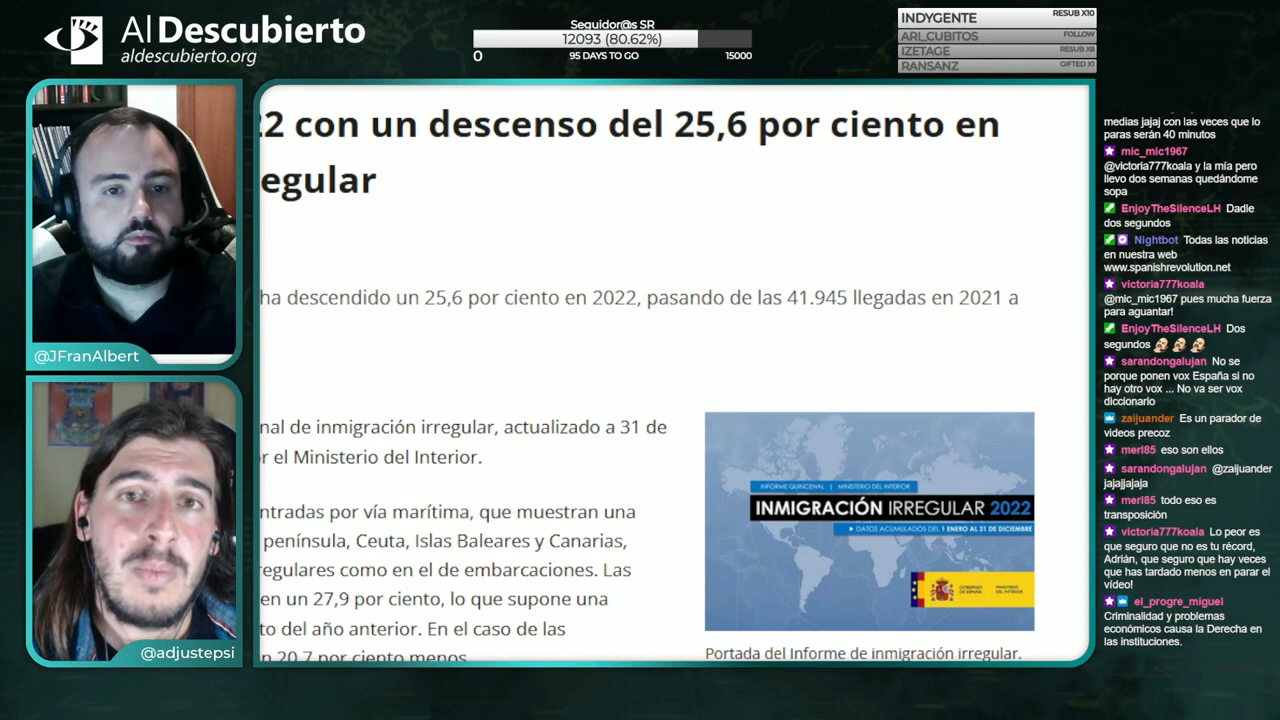 Al Descubierto
aldescubierto.org
Seguidor@s SR
12093 (80.62%)
0
95 DAYS TO GO
15000
INDYGENTE
RESUB X10
ARI_CUBITOS
FOLLOW
IZETAGE
RESUB X8
RANSANZ
GIFTED X1
22 con un descenso del 25,6 por ciento en
egular
ha descendido un 25,6 por ciento en 2022, pasando de las 41.945 llegadas en 2021 a
nal de inmigración irregular, actualizado a 31 de
or el Ministerio del Interior.
ntradas por vía marítima, que muestran una
península, Ceuta, Islas Baleares y Canarias,
regulares como en el de embarcaciones. Las
en un 27,9 por ciento, lo que supone una
to del año anterior. En el caso de las
n 20,7 por ciento menos
INFORME QUINCENAL | MINISTERIO DEL INTERIOR
INMIGRACIÓN IRREGULAR 2022
DATOS ACUMULADOS DEL 1 ENERO AL 31 DE DICIEMBRE
GOBIERNO
DE ESPAÑA
MINISTERIO
DEL INTERIOR
Portada del Informe de inmigración irregular.
@JFranAlbert
@adjustepsi
medias jajaj con las veces que lo
paras serán 40 minutos
mic_mic1967
@victoria777koala y la mía pero
llevo dos semanas quedándome
sopa
EnjoyTheSilenceLH Dadle
dos segundos
Nightbot Todas las noticias
en nuestra web
www.spanishrevolution.net
victoria777koala
@mic_mic1967 pues mucha fuerza
para aguantar!
EnjoyTheSilenceLH Dos
segundos
sarandongalujan No se
porque ponen vox España si no
hay otro vox ... No va ser vox
diccionario
zaijuander Es un parador de
videos precoz
merl85 eso son ellos
sarandongalujan @zaijuander
jajajjajaja
merl85 todo eso es
transposición
victoria777koala Lo peor es
que seguro que no es tu récord,
Adrián, que seguro que hay veces
que has tardado menos en parar el
vídeo!
el_progre_miguel
Criminalidad y problemas
económicos causa la Derecha en
las instituciones.